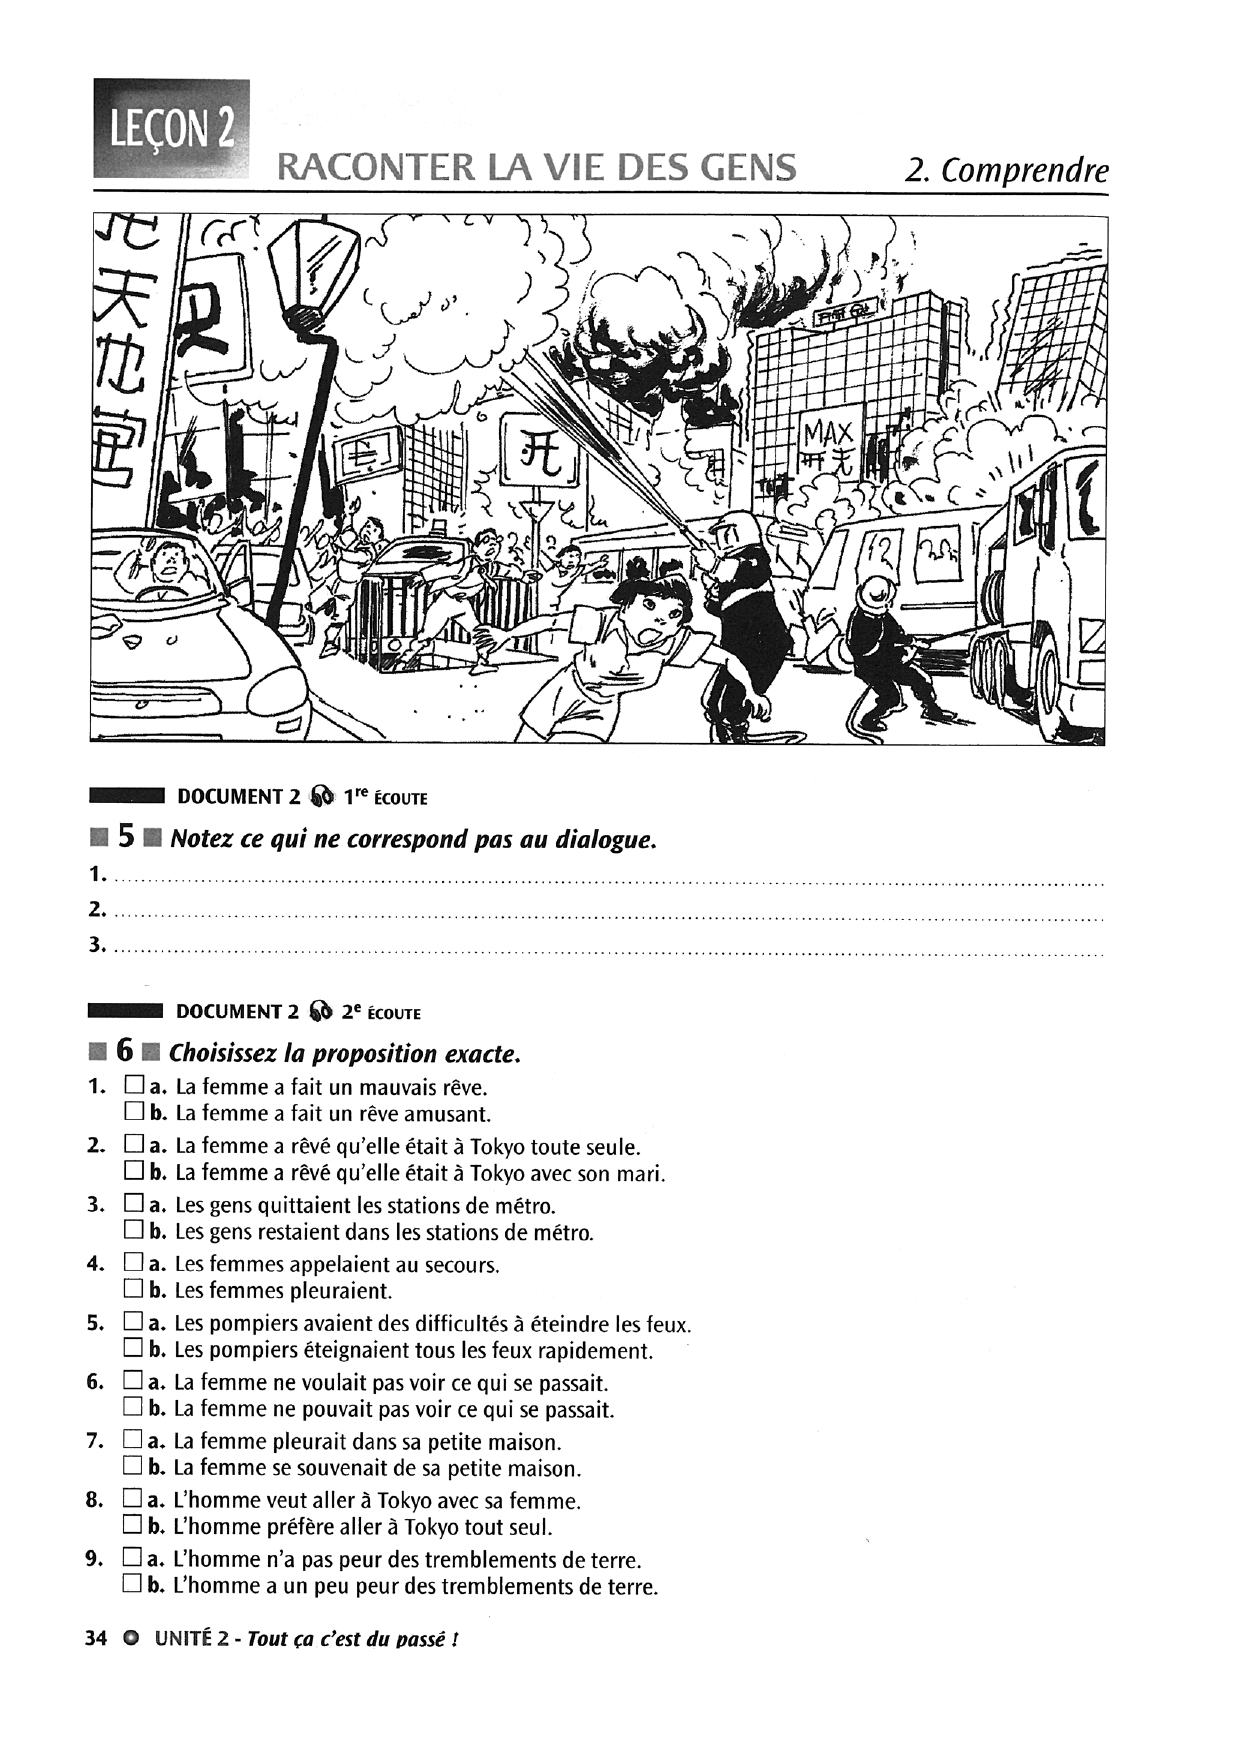 LEÇON 2
RACONTER LA VIE DES GENS
2. Comprendre
天
也
宮
R
MAX
DOCUMENT 2 1re ÉCOUTE
5 Notez ce qui ne correspond pas au dialogue.
1.
2.
3.
DOCUMENT 2 2e ÉCOUTE
6 Choisissez la proposition exacte.
1. a. La femme a fait un mauvais rêve.
b. La femme a fait un rêve amusant.
2. a. La femme a rêvé qu'elle était à Tokyo toute seule.
b. La femme a rêvé qu'elle était à Tokyo avec son mari.
3. a. Les gens quittaient les stations de métro.
b. Les gens restaient dans les stations de métro.
4. a. Les femmes appelaient au secours.
b. Les femmes pleuraient.
5. a. Les pompiers avaient des difficultés à éteindre les feux.
b. Les pompiers éteignaient tous les feux rapidement.
6. a. La femme ne voulait pas voir ce qui se passait.
b. La femme ne pouvait pas voir ce qui se passait.
7. a. La femme pleurait dans sa petite maison.
b. La femme se souvenait de sa petite maison.
8. a. L'homme veut aller à Tokyo avec sa femme.
b. L'homme préfère aller à Tokyo tout seul.
9. a. L'homme n'a pas peur des tremblements de terre.
b. L'homme a un peu peur des tremblements de terre.
34 UNITÉ 2 - Tout ça c'est du passé !